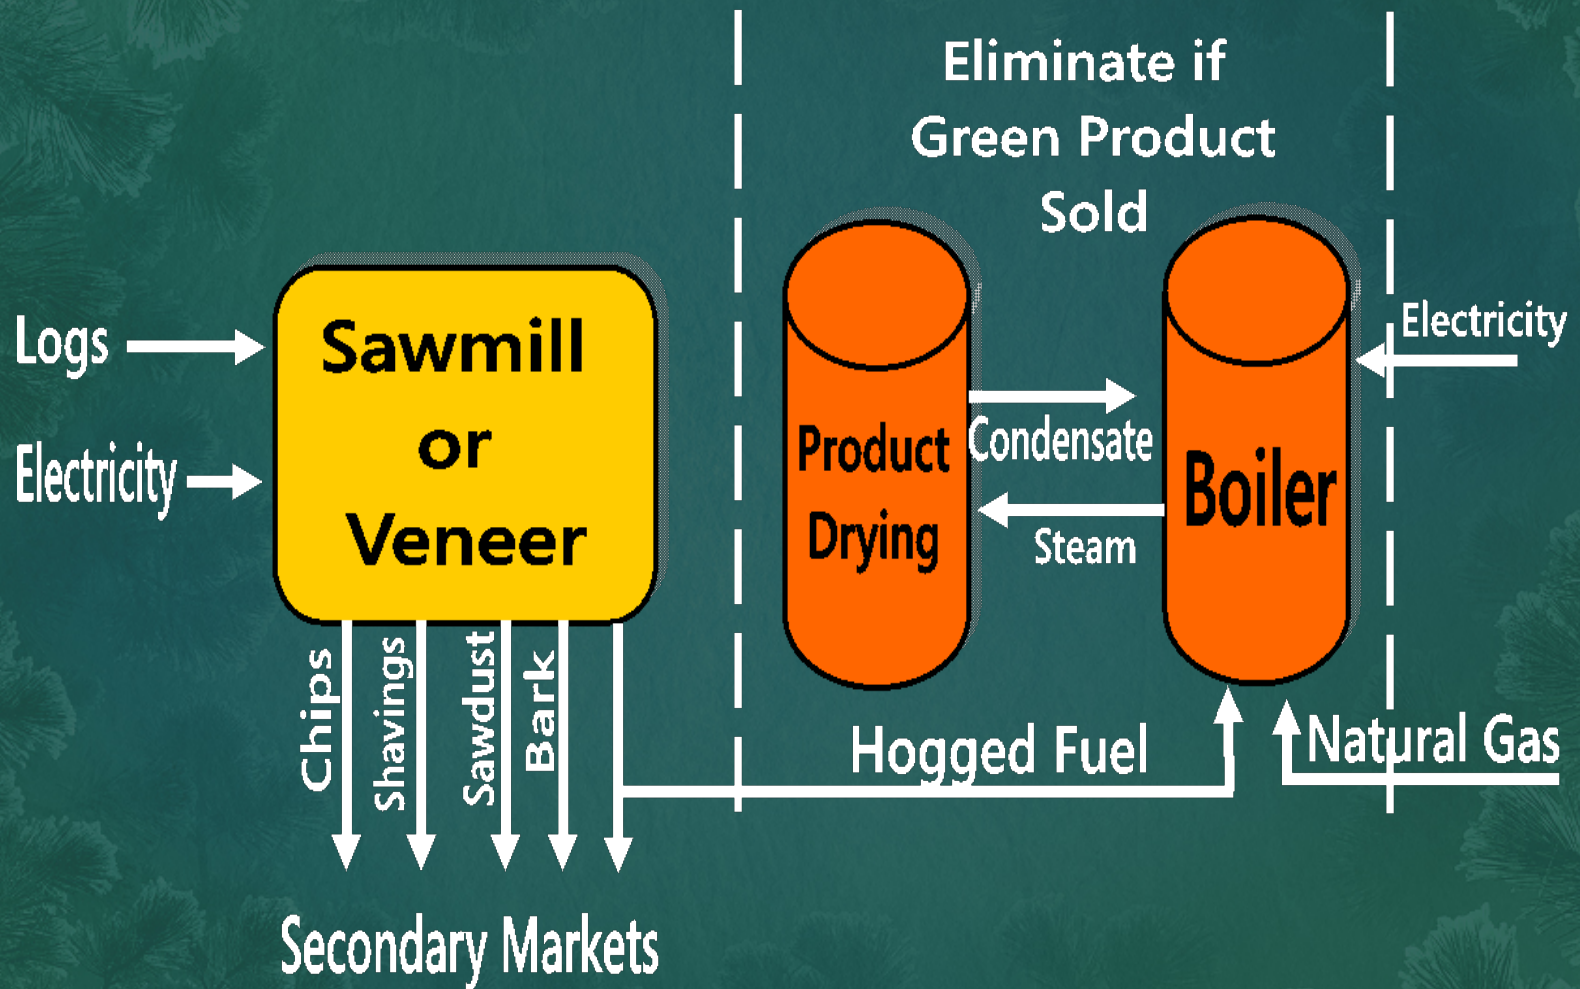 Eliminate if
Green Product
Sold
Logs
Electricity
Sawmill
or
Veneer
Product
Drying
Condensate
Steam
Boiler
Electricity
Chips
Shavings
Sawdust
Bark
Hogged Fuel
Natural Gas
Secondary Markets